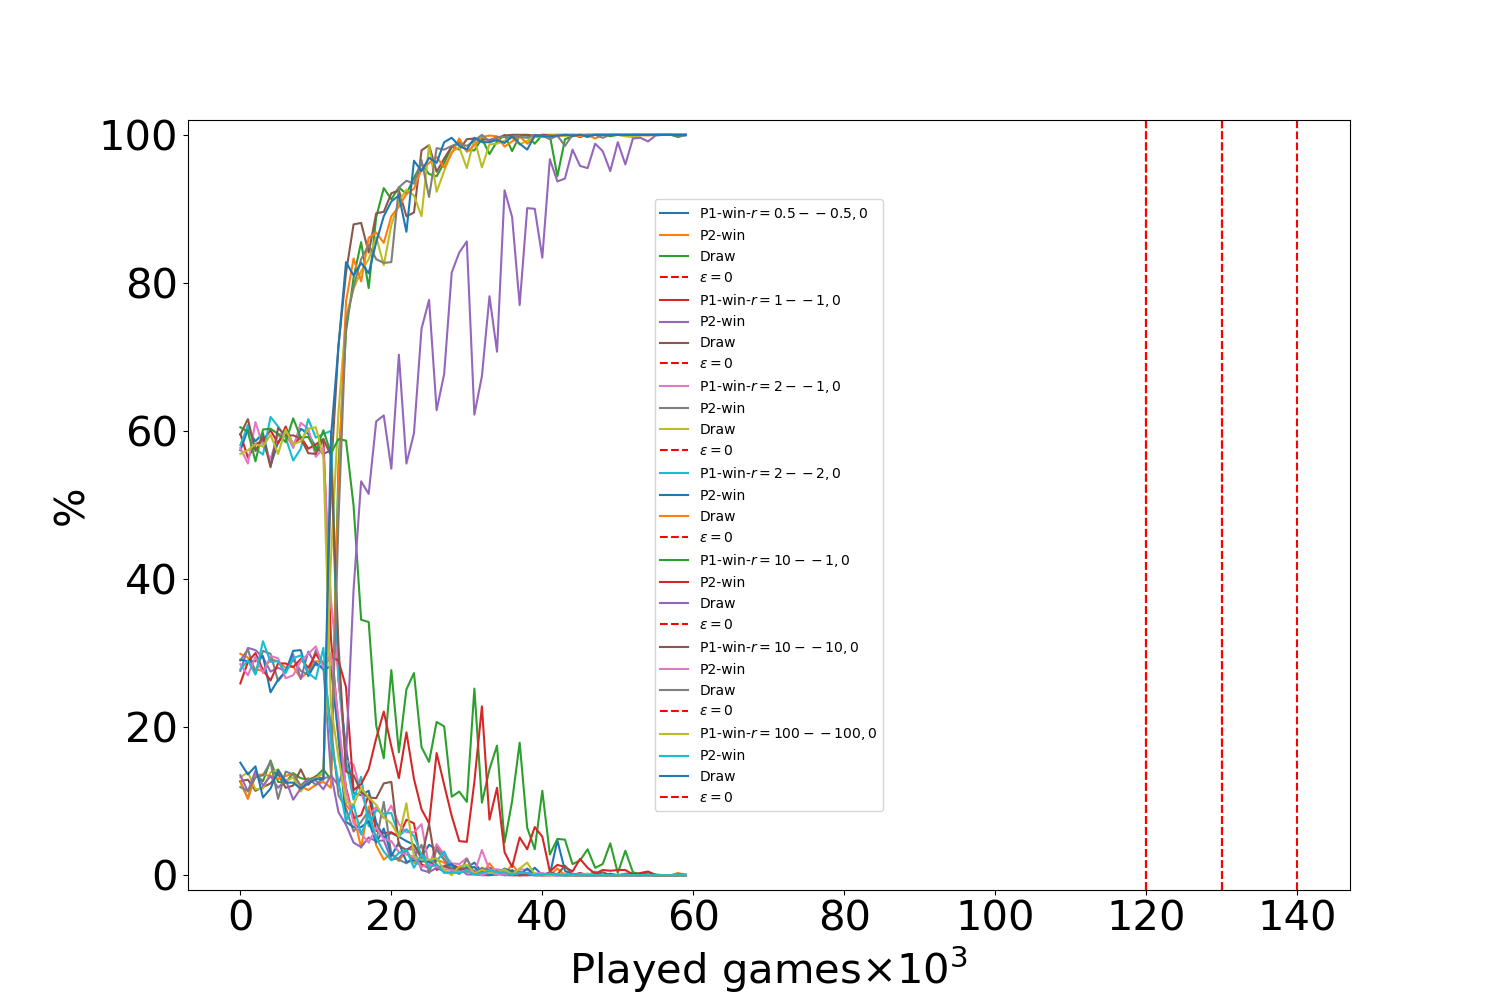 100
80
60
40
20
0
%
P1-win-r = 0.5 − −0.5, 0
P2-win
Draw
ε = 0
P1-win-r = 1 − −1, 0
P2-win
Draw
ε = 0
P1-win-r = 2 − −1, 0
P2-win
Draw
ε = 0
P1-win-r = 2 − −2, 0
P2-win
Draw
ε = 0
P1-win-r = 10 − −1, 0
P2-win
Draw
ε = 0
P1-win-r = 10 − −10, 0
P2-win
Draw
ε = 0
P1-win-r = 100 − −100, 0
P2-win
Draw
ε = 0
0 20 40 60 80 100 120 140
Played games×10³